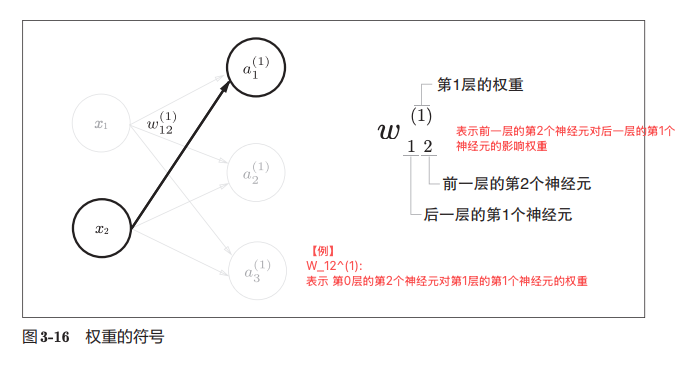 a_1^{(1)}
第1层的权重
x_1
w_{12}^{(1)}
w_{12}^{(1)}
表示前一层的第2个神经元对后一层的第1个
神经元的影响权重
a_2^{(1)}
前一层的第2个神经元
后一层的第1个神经元
x_2
【例】
W_12^(1):
表示 第0层的第2个神经元对第1层的第1个神经元的权重
a_3^{(1)}
图3-16 权重的符号